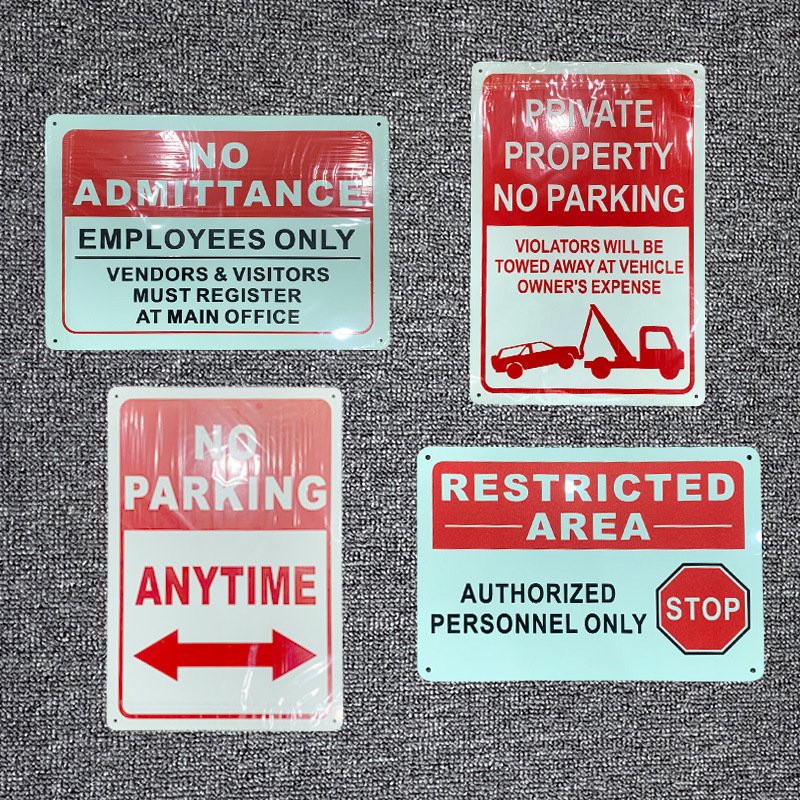 NO
ADMITTANCE
EMPLOYEES ONLY
VENDORS & VISITORS
MUST REGISTER
AT MAIN OFFICE
PRIVATE
PROPERTY
NO PARKING
VIOLATORS WILL BE
TOWED AWAY AT VEHICLE
OWNER'S EXPENSE
NO
PARKING
ANYTIME
RESTRICTED
AREA
AUTHORIZED
PERSONNEL ONLY
STOP